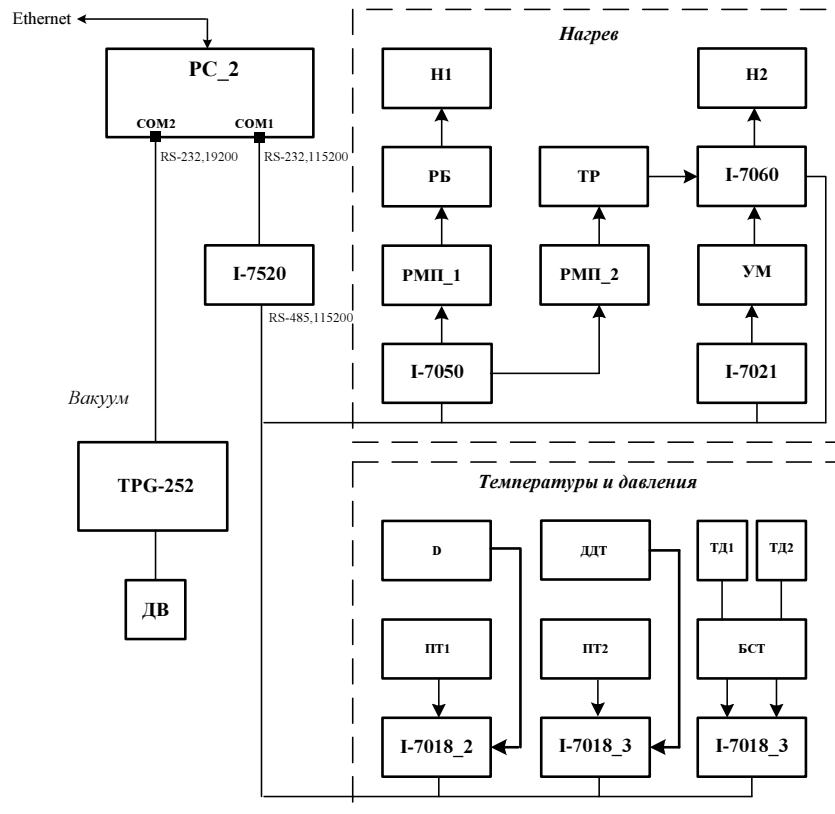 Ethernet
PC_2
COM2
COM1
RS-232,19200
RS-232,115200
I-7520
RS-485,115200
Вакуум
TPG-252
ДВ
Нагрев
Н1
Н2
РБ
ТР
I-7060
РМП_1
РМП_2
УМ
I-7050
I-7021
Температуры и давления
D
ДДТ
ТД1
ТД2
ПТ1
ПТ2
БСТ
I-7018_2
I-7018_3
I-7018_3